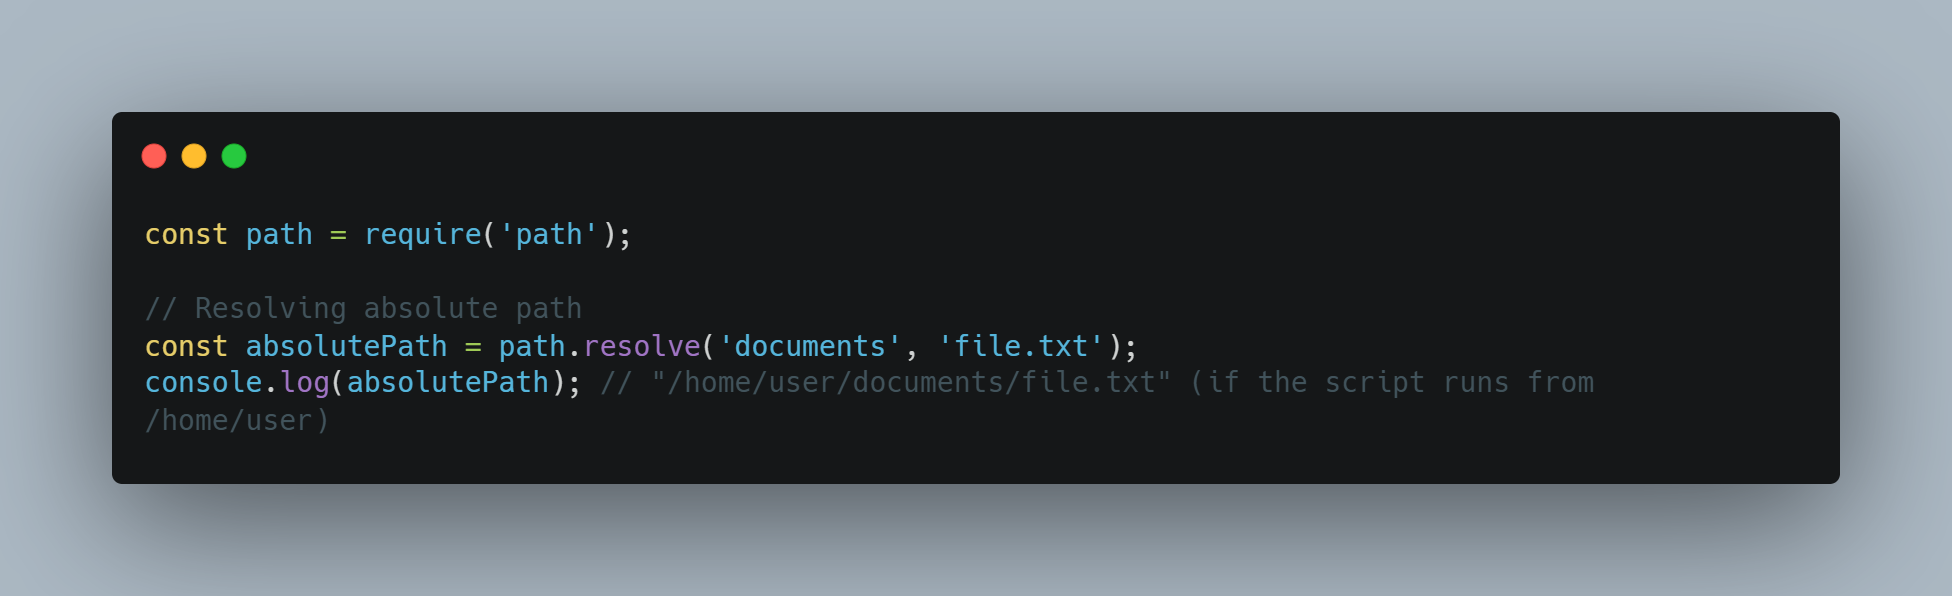 const path = require('path');
// Resolving absolute path
const absolutePath = path.resolve('documents', 'file.txt');
console.log(absolutePath); // "/home/user/documents/file.txt" (if the script runs from
/home/user)